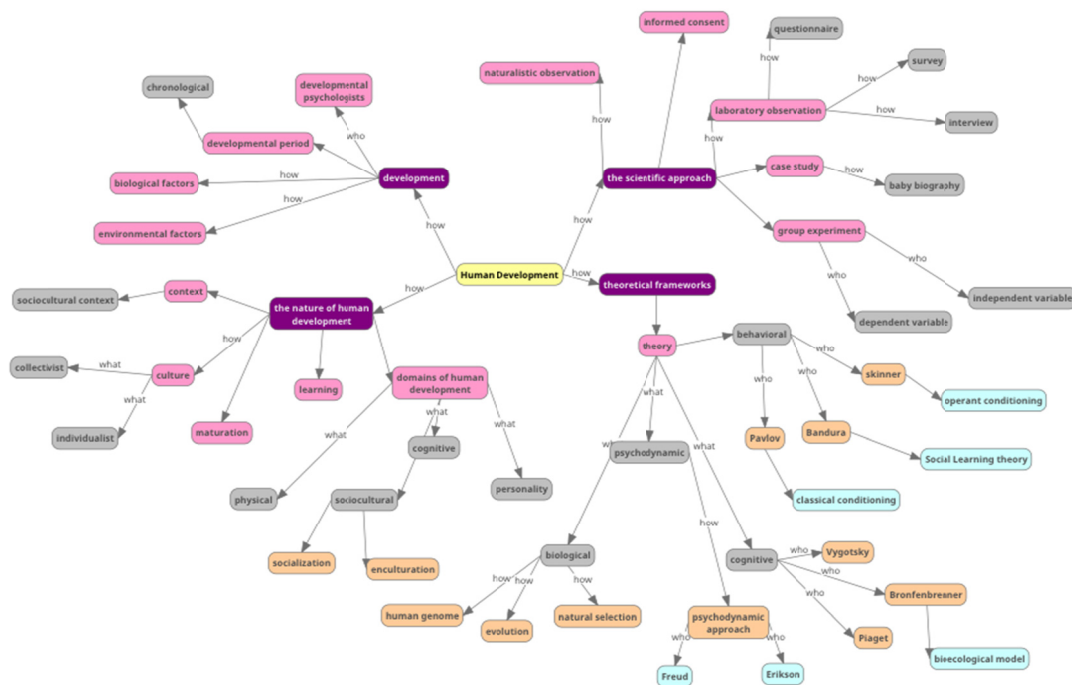 informed consent
questionnaire
naturalistic observation
how
survey
chronological
developmental
psychologists
how
how
laboratory observation
how
interview
who
developmental period
how
how
case study
how
baby biography
how
biological factors
development
the scientific approach
how
how
environmental factors
how
group experiment
who
Human Development
how
theoretical frameworks
who
independent variable
dependent variable
context
sociocultural context
how
the nature of human
development
how
collectivist
what
culture
what
individualist
maturation
learning
domains of human
development
what
what
what
cognitive
physical
sociocultural
personality
socialization
enculturation
theory
behavioral
who
who
who
skinner
operant conditioning
Pavlov
Bandura
Social Learning theory
classical conditioning
what
what
who
psychodynamic
how
biological
how
how
how
human genome
evolution
natural selection
cognitive
who
Vygotsky
who
Bronfenbrenner
who
Piaget
bioecological model
psychodynamic
approach
who
who
Freud
Erikson